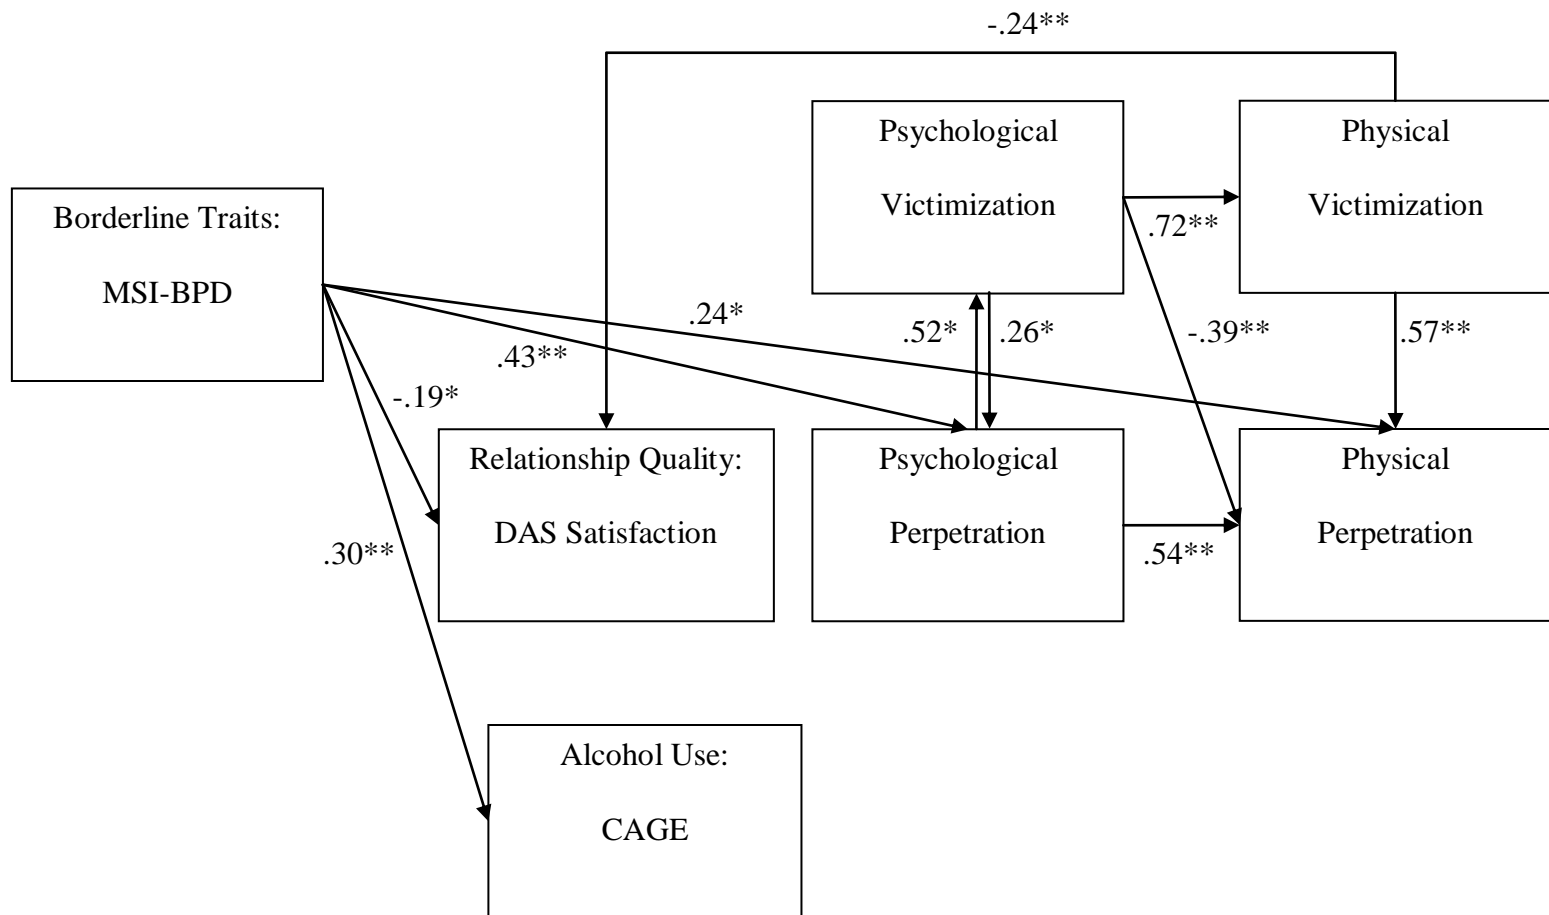 -.24**
Psychological
Victimization
Physical
Victimization
Borderline Traits:
MSI-BPD
.72**
.24*
.52*
.26*
-.39**
.57**
.43**
-.19*
Relationship Quality:
DAS Satisfaction
Psychological
Perpetration
Physical
Perpetration
.54**
.30**
Alcohol Use:
CAGE